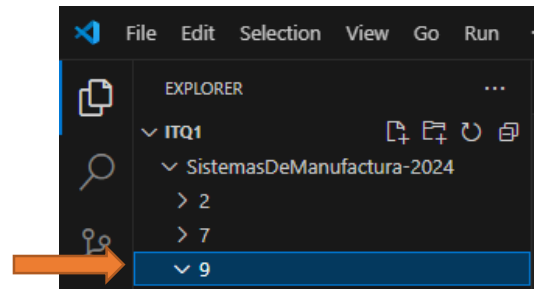 File Edit Selection View Go Run
EXPLORER ...
ITQ1
SistemasDeManufactura-2024
2
7
9